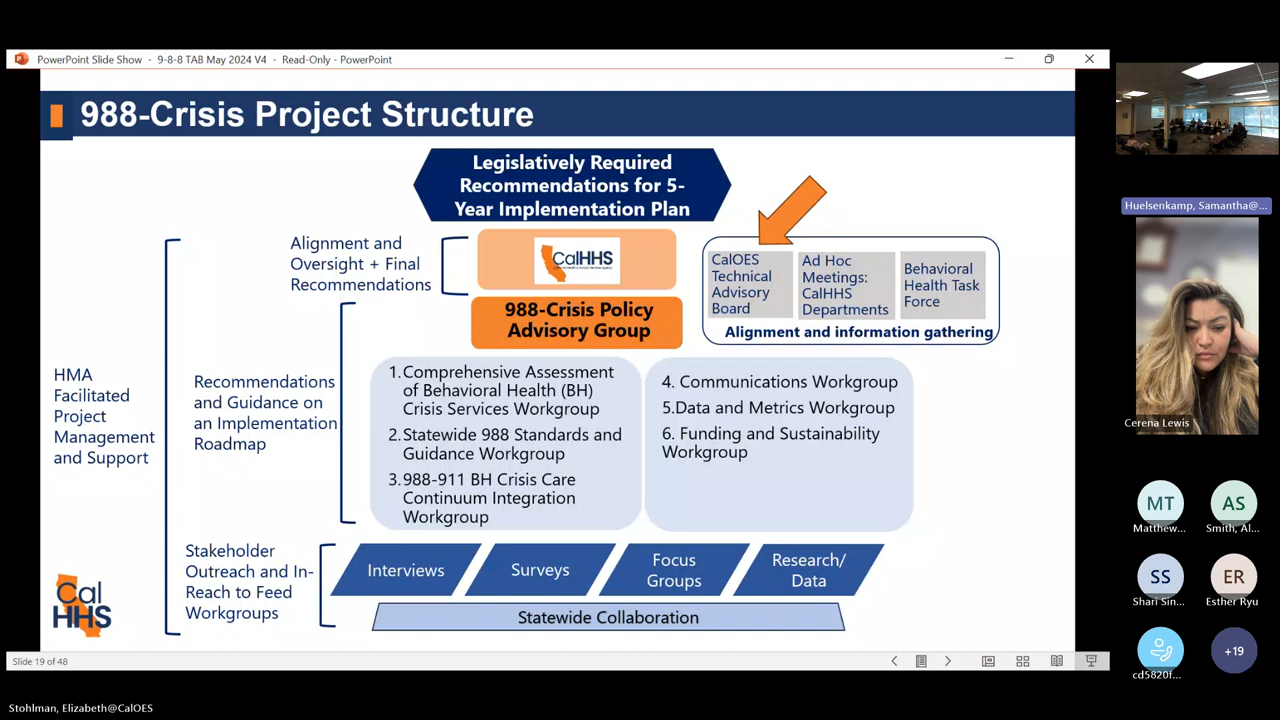 PowerPoint Slide Show - 9-8-8 TAB May 2024 V4 - Read-Only - PowerPoint
988-Crisis Project Structure
Legislatively Required
Recommendations for 5-
Year Implementation Plan
Alignment and
Oversight + Final
Recommendations
CalHHS
988-Crisis Policy
Advisory Group
CalOES
Technical
Advisory
Board
Ad Hoc
Meetings:
CalHHS
Departments
Behavioral
Health Task
Force
Alignment and information gathering
HMA
Facilitated
Project
Management
and Support
Recommendations
and Guidance on
an Implementation
Roadmap
1.Comprehensive Assessment
of Behavioral Health (BH)
Crisis Services Workgroup
2.Statewide 988 Standards and
Guidance Workgroup
3.988-911 BH Crisis Care
Continuum Integration
Workgroup
4. Communications Workgroup
5.Data and Metrics Workgroup
6. Funding and Sustainability
Workgroup
Stakeholder
Outreach and In-
Reach to Feed
Workgroups
Interviews
Surveys
Focus
Groups
Research/
Data
Statewide Collaboration
Cal
HHS
Slide 19 of 48
Stohlman, Elizabeth@CalOES
Huelsenkamp, Samantha@...
Cerena Lewis
MT
Matthew...
AS
Smith, Al...
SS
Shari Sin...
ER
Esther Ryu
cd5820f...
+19